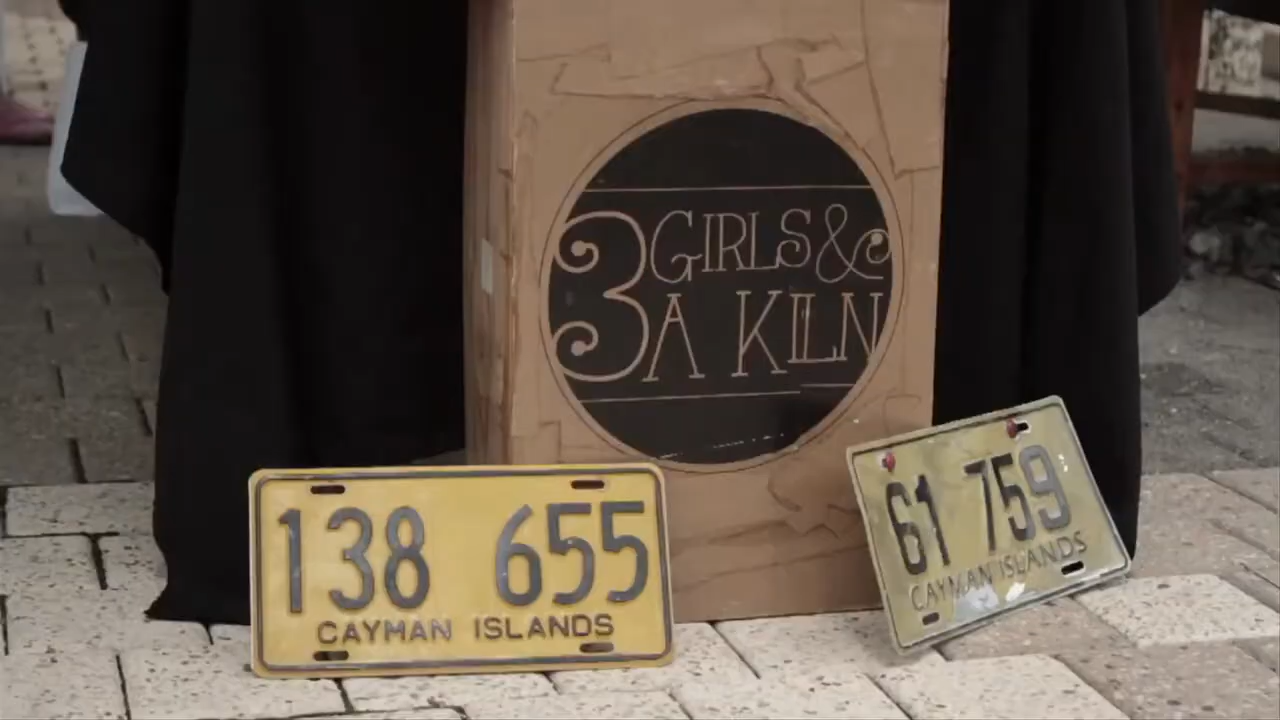 3 GIRLS &
A KILN
138 655
CAYMAN ISLANDS
61 759
CAYMAN ISLANDS